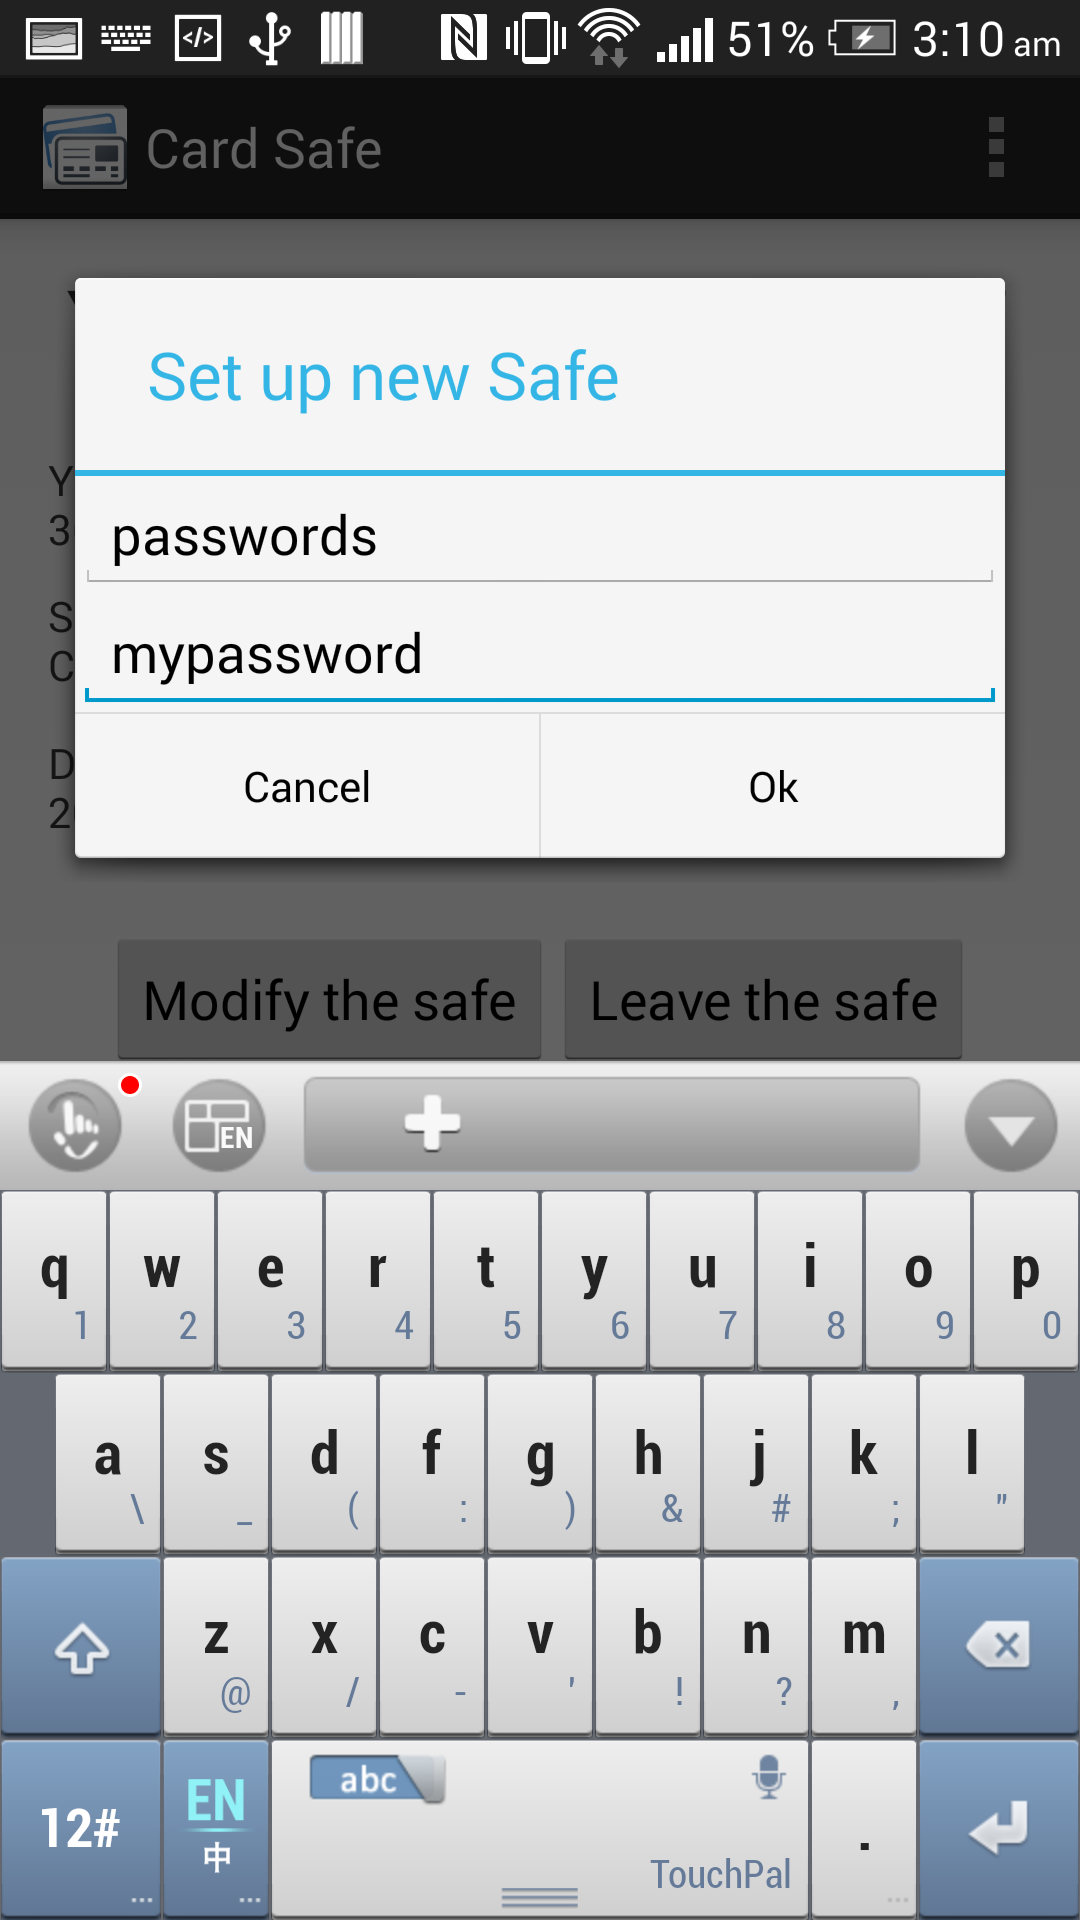 51% 3:10 am
Card Safe
Set up new Safe
passwords
mypassword
Cancel Ok
Modify the safe Leave the safe
EN
q w e r t y u i o p
1 2 3 4 5 6 7 8 9 0
a s d f g h j k l
\ _ ( : ) & # ; "
z x c v b n m
@ / - ' ! ? ,
12# EN 中 abc .
TouchPal